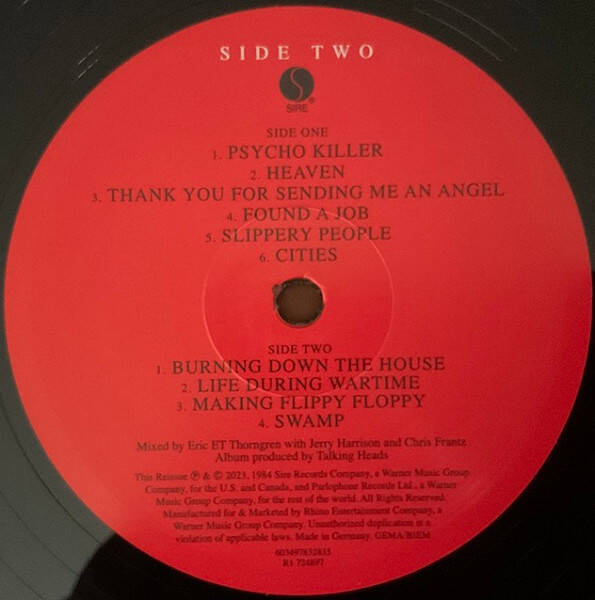 SIDE TWO
SIRE®
SIDE ONE
1. PSYCHO KILLER
2. HEAVEN
3. THANK YOU FOR SENDING ME AN ANGEL
4. FOUND A JOB
5. SLIPPERY PEOPLE
6. CITIES
SIDE TWO
1. BURNING DOWN THE HOUSE
2. LIFE DURING WARTIME
3. MAKING FLIPPY FLOPPY
4. SWAMP
Mixed by Eric ET Thorngren with Jerry Harrison and Chris Frantz
Album produced by Talking Heads
This Reissue ℗ & © 2023, 1984 Sire Records Company, a Warner Music Group
Company, for the U.S. and Canada, and Parlophone Records Ltd., a Warner
Music Group Company, for the rest of the world. All Rights Reserved.
Manufactured for & Marketed by Rhino Entertainment Company, a
Warner Music Group Company. Unauthorized duplication is a
violation of applicable laws. Made in Germany. GEMA/BIEM
603497832835
R1 724897